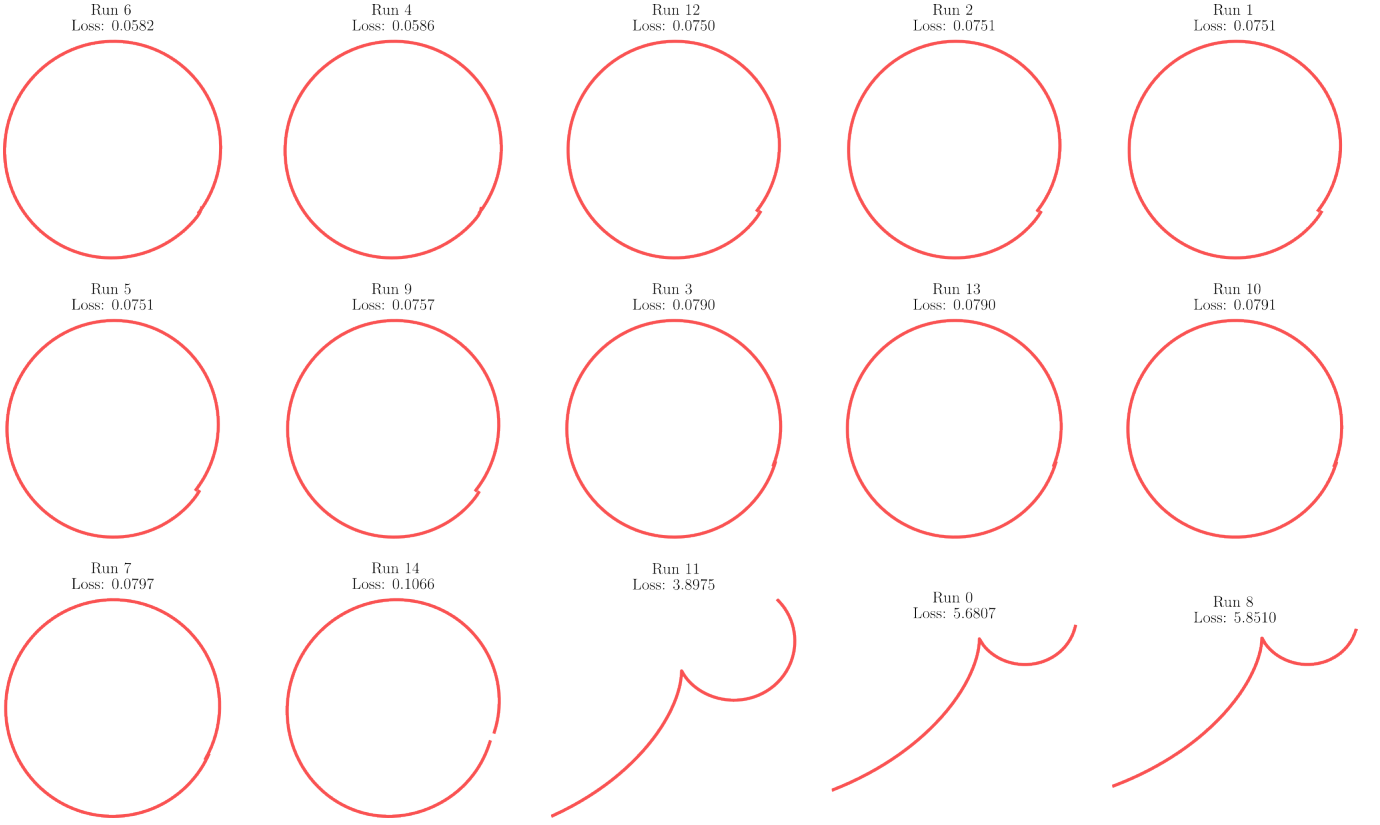 Run 6
Loss: 0.0582
Run 4
Loss: 0.0586
Run 12
Loss: 0.0750
Run 2
Loss: 0.0751
Run 1
Loss: 0.0751
Run 5
Loss: 0.0751
Run 9
Loss: 0.0757
Run 3
Loss: 0.0790
Run 13
Loss: 0.0790
Run 10
Loss: 0.0791
Run 7
Loss: 0.0797
Run 14
Loss: 0.1066
Run 11
Loss: 3.8975
Run 0
Loss: 5.6807
Run 8
Loss: 5.8510